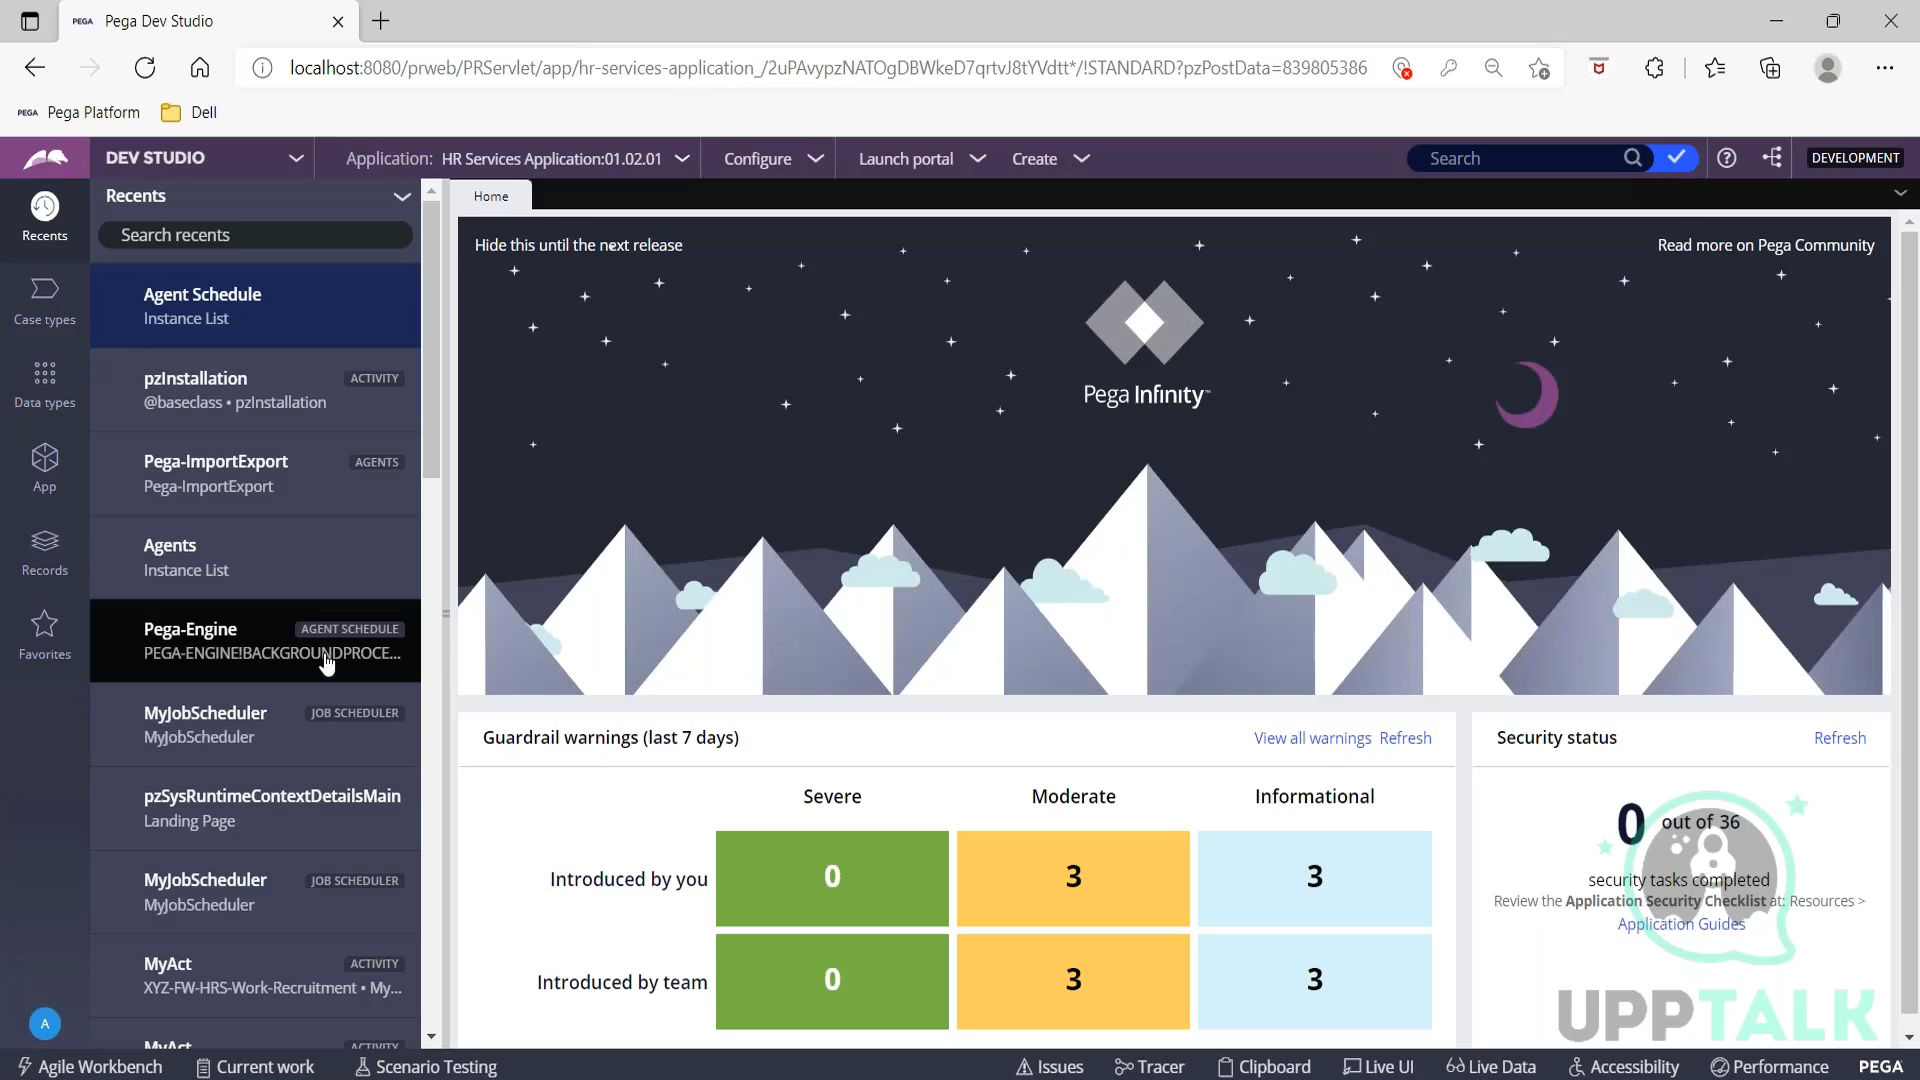 PEGA Pega Dev Studio
localhost:8080/prweb/PRServlet/app/hr-services-application_/2uPAvypzNATOgDBWkeD7qrtvJ8tYVdtt*/!STANDARD?pzPostData=839805386
PEGA Pega Platform Dell
DEV STUDIO Application: HR Services Application:01.02.01 Configure Launch portal Create Search DEVELOPMENT
Recents
Case types
Data types
App
Records
Favorites
A
Recents
Search recents
Agent Schedule
Instance List
pzInstallation ACTIVITY
@baseclass • pzInstallation
Pega-ImportExport AGENTS
Pega-ImportExport
Agents
Instance List
Pega-Engine AGENT SCHEDULE
PEGA-ENGINE!BACKGROUNDPROCE...
MyJobScheduler JOB SCHEDULER
MyJobScheduler
pzSysRuntimeContextDetailsMain
Landing Page
MyJobScheduler JOB SCHEDULER
MyJobScheduler
MyAct ACTIVITY
XYZ-FW-HRS-Work-Recruitment • My...
MyAct ACTIVITY
Home
Hide this until the next release Read more on Pega Community
Pega Infinity™
Guardrail warnings (last 7 days) View all warnings Refresh
Severe Moderate Informational
Introduced by you 0 3 3
Introduced by team 0 3 3
Security status Refresh
0 out of 36
security tasks completed
Review the Application Security Checklist at: Resources >
Application Guides
UPPTALK
Agile Workbench Current work Scenario Testing Issues Tracer Clipboard Live UI Live Data Accessibility Performance PEGA